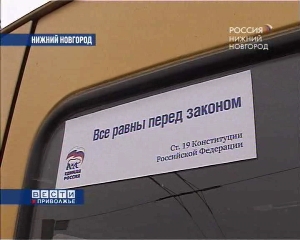 НИЖНИЙ НОВГОРОД
РОССИЯ
НИЖНИЙ
НОВГОРОД
Все равны перед законом
Ст. 19 Конституции
Российской Федерации
ЕДИНАЯ
РОССИЯ
ВЕСТИ
ПРИВОЛЖЬЕ